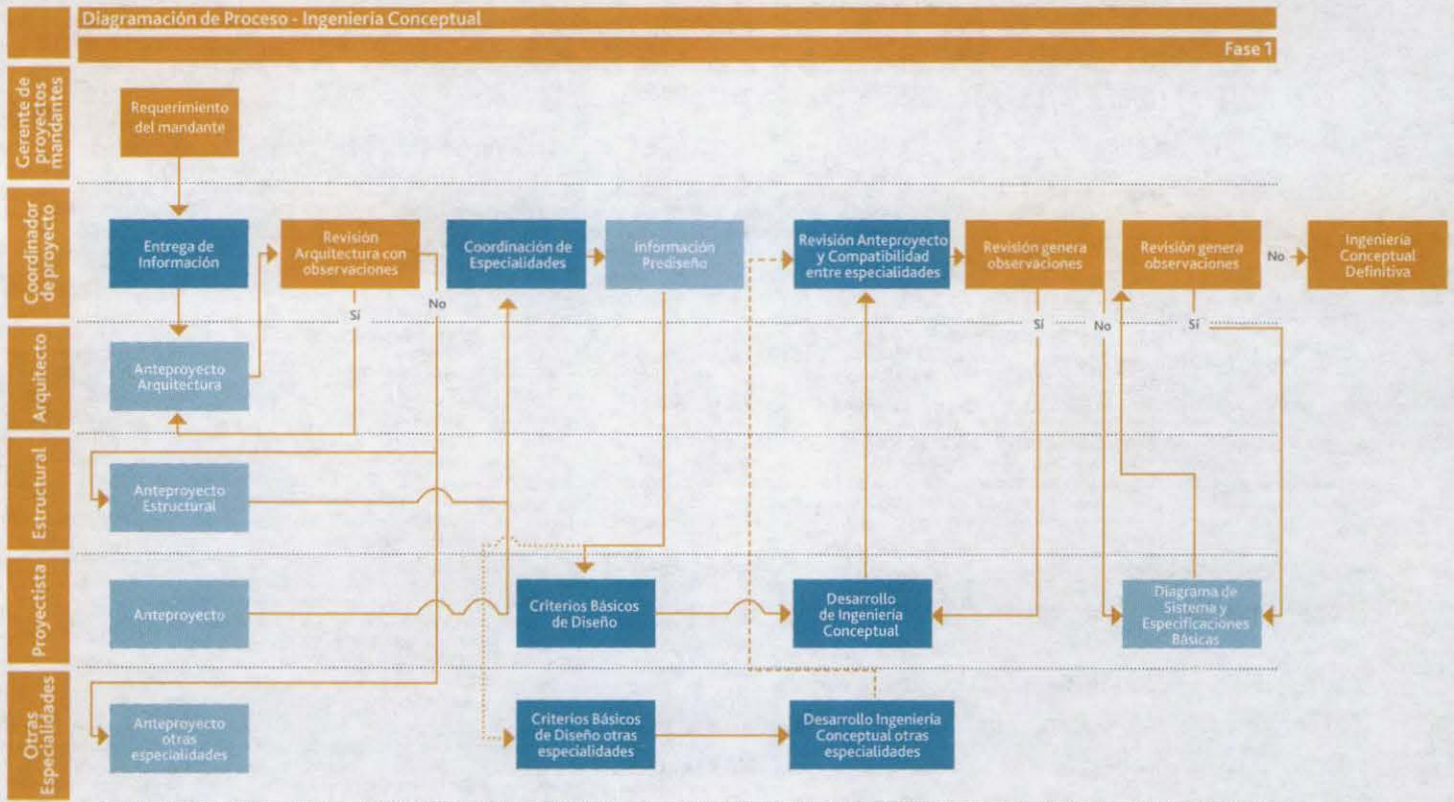 Diagramación de Proceso - Ingeniería Conceptual
Fase 1
Gerente de
proyectos
mandantes
Requerimiento
del mandante
Coordinador
de proyecto
Entrega de
Información
Revisión
Arquitectura con
observaciones
Coordinación de
Especialidades
Información
Prediseño
Revisión Anteproyecto
y Compatibilidad
entre especialidades
Revisión genera
observaciones
Revisión genera
observaciones
No
Ingeniería
Conceptual
Definitiva
Sí
No
Sí
No
Sí
Arquitecto
Anteproyecto
Arquitectura
Estructural
Anteproyecto
Estructural
Proyectista
Anteproyecto
Criterios Básicos
de Diseño
Desarrollo
de Ingeniería
Conceptual
Diagrama de
Sistema y
Especificaciones
Básicas
Otras
Especialidades
Anteproyecto
otras
especialidades
Criterios Básicos
de Diseño otras
especialidades
Desarrollo Ingeniería
Conceptual otras
especialidades